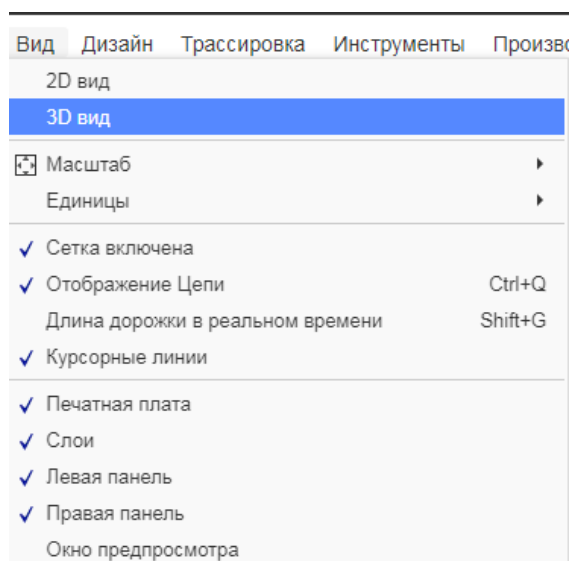 Вид Дизайн Трассировка Инструменты Произво
2D вид
3D вид
Масштаб
Единицы
Сетка включена
Отображение Цепи Ctrl+Q
Длина дорожки в реальном времени Shift+G
Курсорные линии
Печатная плата
Слои
Левая панель
Правая панель
Окно предпросмотра